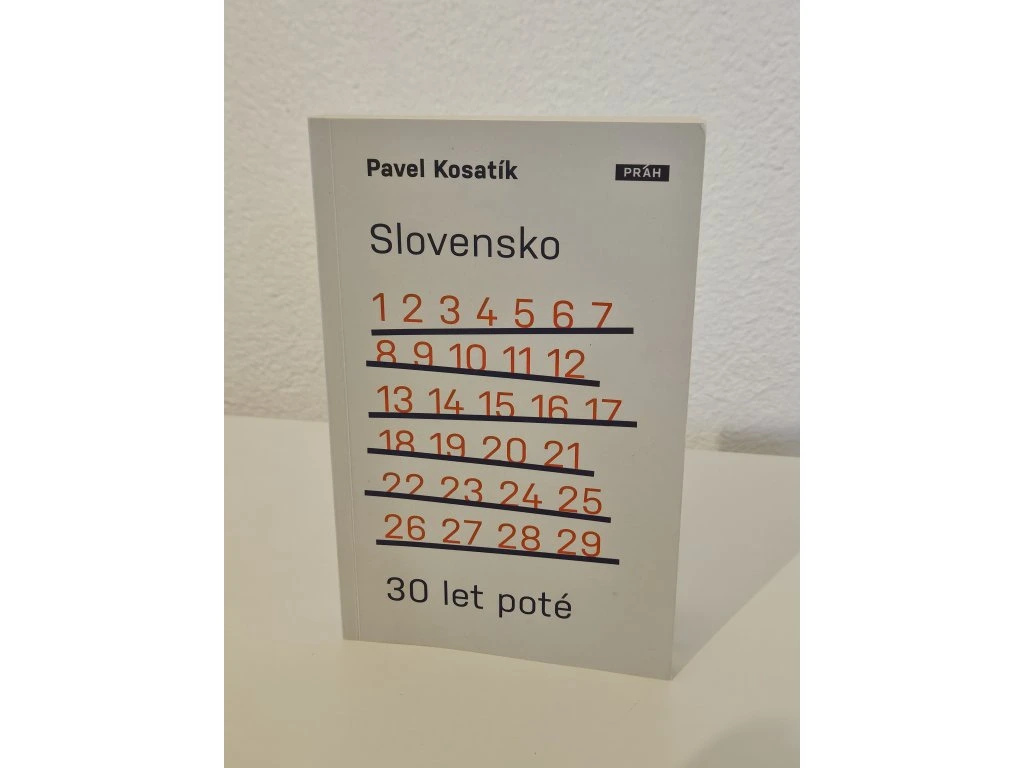 Pavel Kosatík
PRÁH
Slovensko
1 2 3 4 5 6 7
8 9 10 11 12
13 14 15 16 17
18 19 20 21
22 23 24 25
26 27 28 29
30 let poté